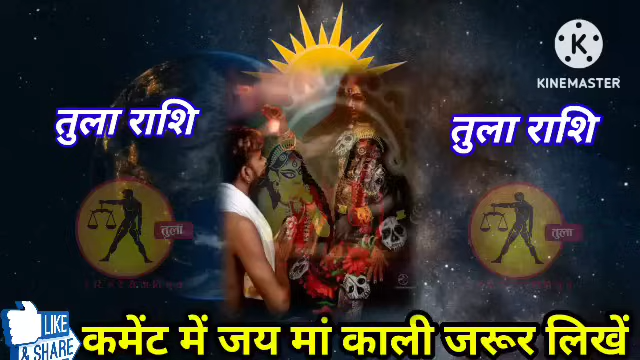 KINEMASTER
तुला राशि
तुला राशि
तुला
तुला
LIKE
& SHARE
कमेंट में जय मां काली जरूर लिखें